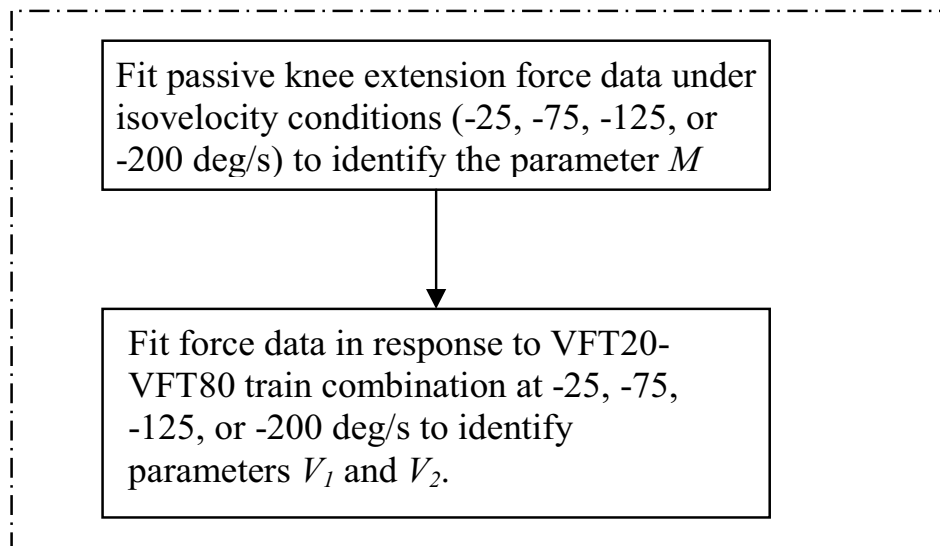 Fit passive knee extension force data under
isovelocity conditions (-25, -75, -125, or
-200 deg/s) to identify the parameter M
Fit force data in response to VFT20-
VFT80 train combination at -25, -75,
-125, or -200 deg/s to identify
parameters V₁ and V₂.